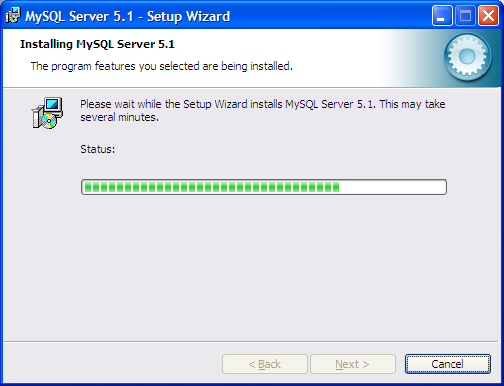 MySQL Server 5.1 - Setup Wizard
Installing MySQL Server 5.1
The program features you selected are being installed.
Please wait while the Setup Wizard installs MySQL Server 5.1. This may take
several minutes.
Status:
< Back Next > Cancel